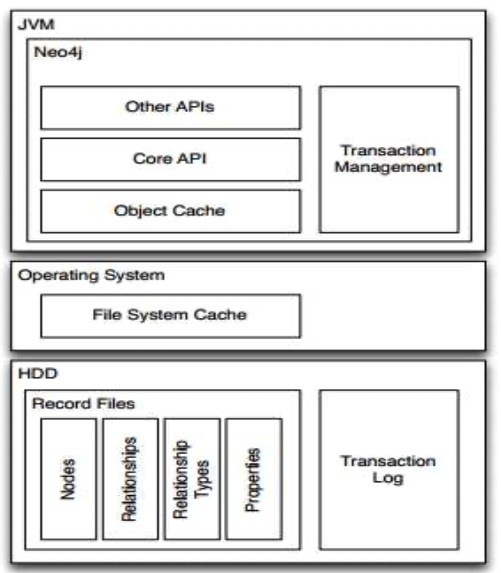 JVM
Neo4j
Other APIs
Core API
Object Cache
Transaction
Management
Operating System
File System Cache
HDD
Record Files
Nodes
Relationships
Relationship
Types
Properties
Transaction
Log